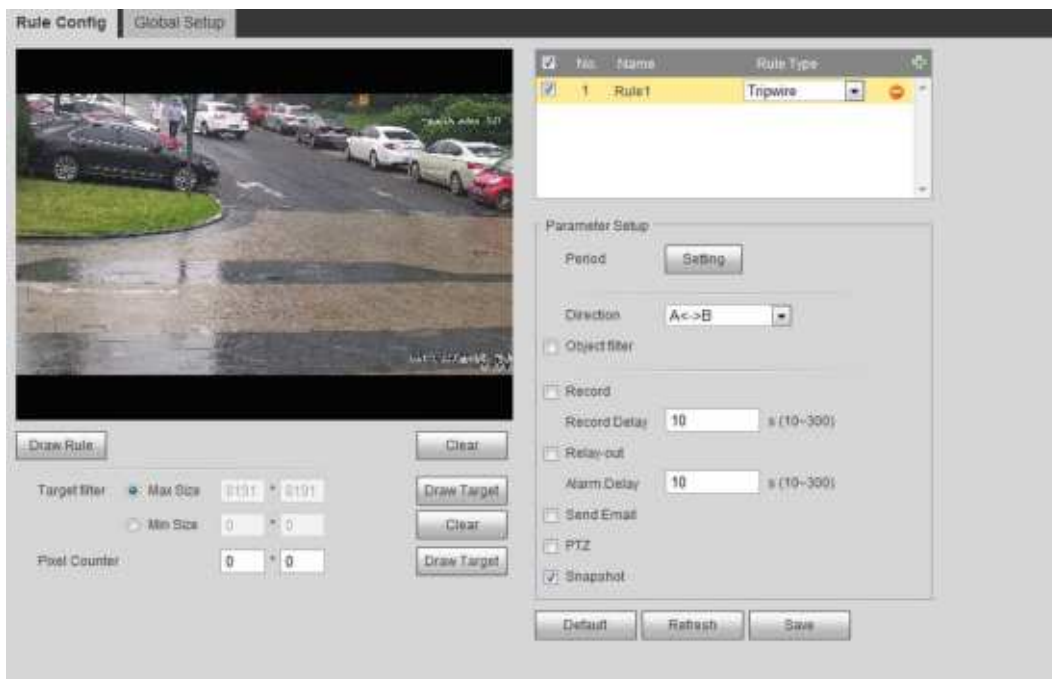 Rule Config Global Setup
No. Name Rule Type
1 Rule1 Tripwire
Parameter Setup
Period Setting
Direction A<->B
Object filter
Record
Record Delay 10 s (10~300)
Relay-out
Alarm Delay 10 s (10~300)
Send Email
PTZ
Snapshot
Default Refresh Save
Draw Rule Clear
Target filter Max Size 8191 * 8191 Draw Target
Min Size 0 * 0 Clear
Pixel Counter 0 * 0 Draw Target